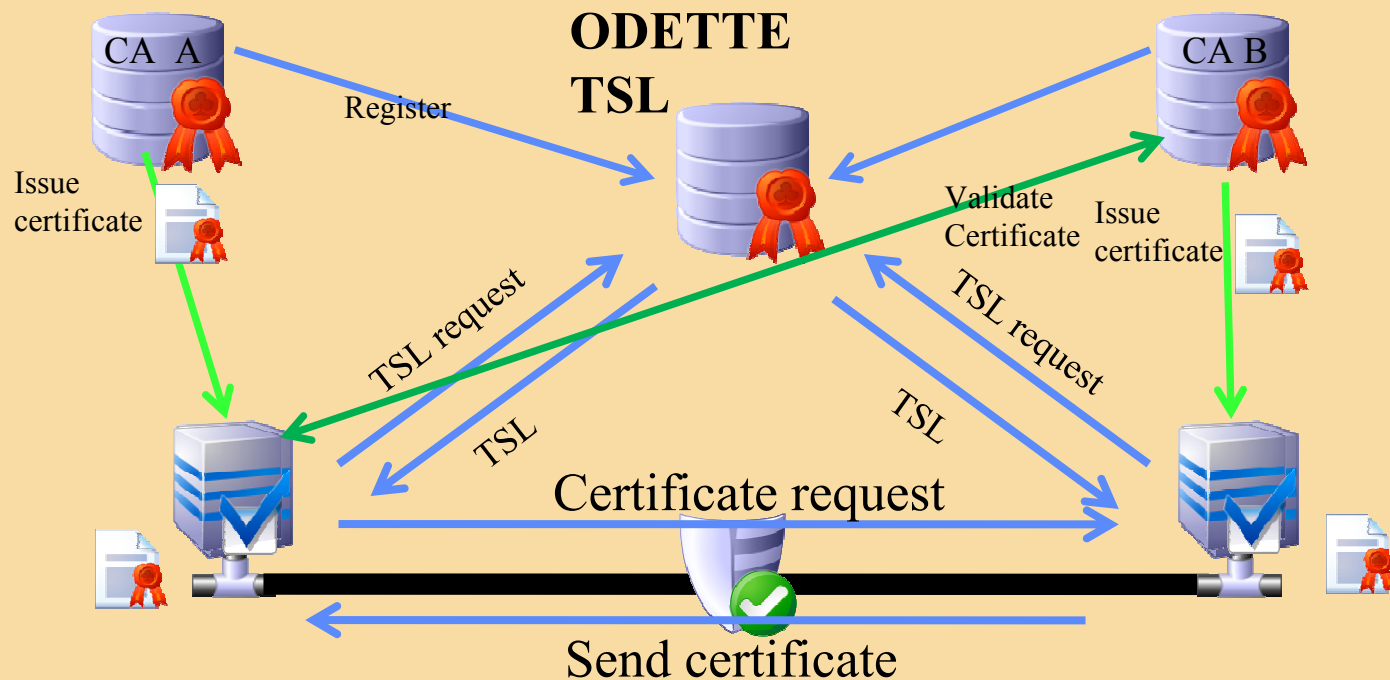 ODETTE
TSL
CA A
CA B
Register
Issue
certificate
Validate
Certificate
Issue
certificate
TSL request
TSL request
TSL
TSL
Certificate request
Send certificate